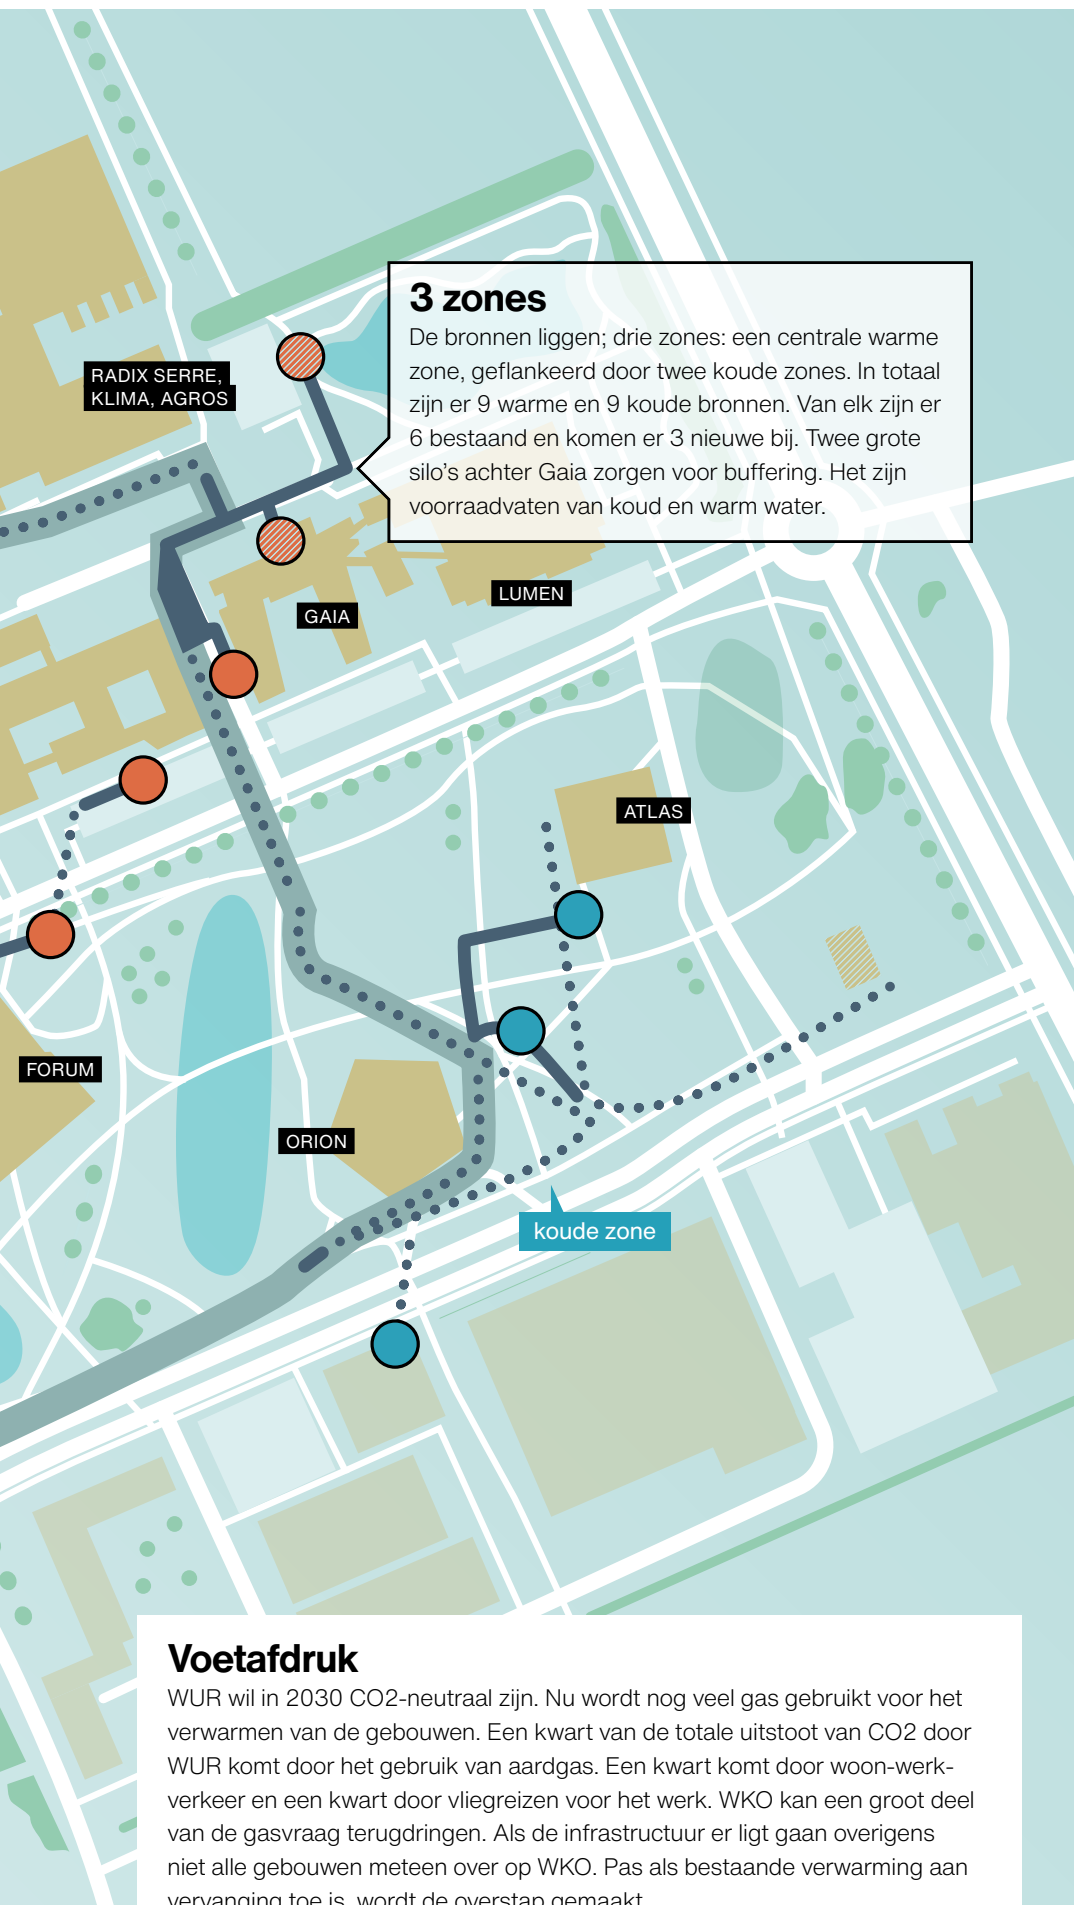 3 zones
De bronnen liggen; drie zones: een centrale warme
zone, geflankeerd door twee koude zones. In totaal
zijn er 9 warme en 9 koude bronnen. Van elk zijn er
6 bestaand en komen er 3 nieuwe bij. Twee grote
silo's achter Gaia zorgen voor buffering. Het zijn
voorraadvaten van koud en warm water.
RADIX SERRE,
KLIMA, AGROS
LUMEN
GAIA
ATLAS
FORUM
ORION
koude zone
Voetafdruk
WUR wil in 2030 CO2-neutraal zijn. Nu wordt nog veel gas gebruikt voor het
verwarmen van de gebouwen. Een kwart van de totale uitstoot van CO2 door
WUR komt door het gebruik van aardgas. Een kwart komt door woon-werk-
verkeer en een kwart door vliegreizen voor het werk. WKO kan een groot deel
van de gasvraag terugdringen. Als de infrastructuur er ligt gaan overigens
niet alle gebouwen meteen over op WKO. Pas als bestaande verwarming aan
vervanging toe is, wordt de overstap gemaakt.